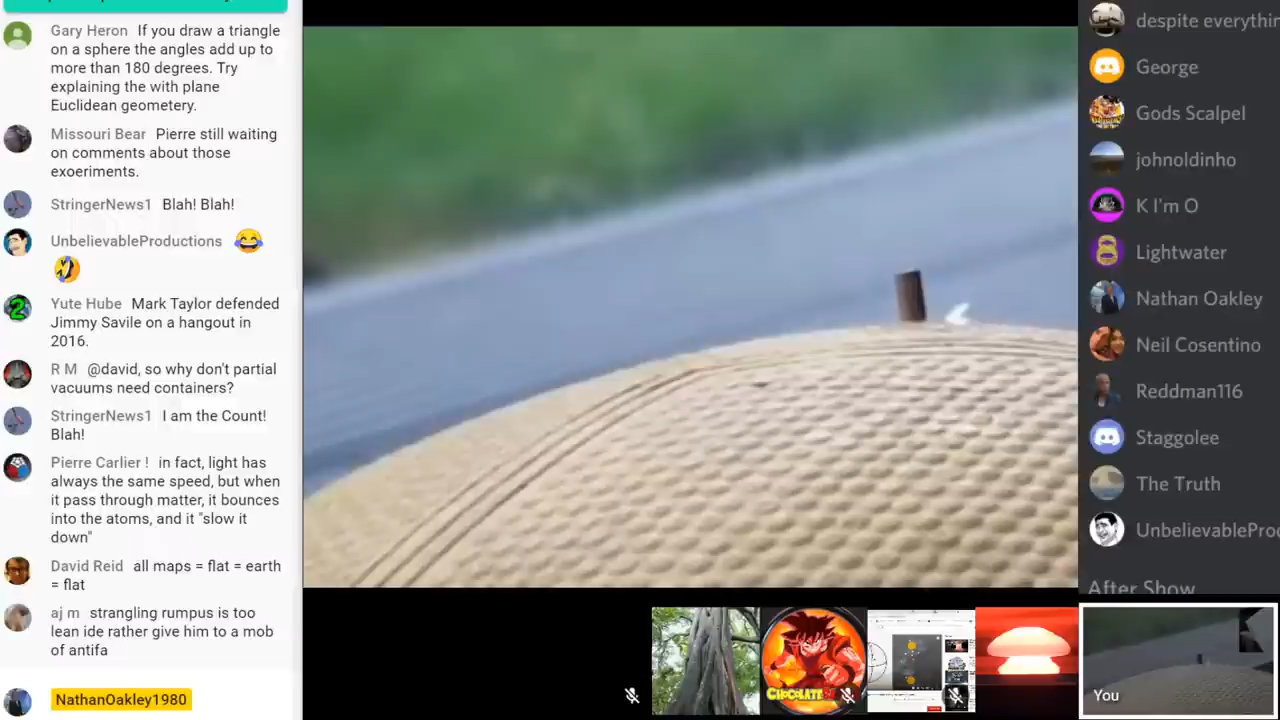 Gary Heron If you draw a triangle
on a sphere the angles add up to
more than 180 degrees. Try
explaining the with plane
Euclidean geometery.
Missouri Bear Pierre still waiting
on comments about those
exoeriments.
StringerNews1 Blah! Blah!
UnbelievableProductions 😂
🤣
Yute Hube Mark Taylor defended
Jimmy Savile on a hangout in
2016.
R M @david, so why don't partial
vacuums need containers?
StringerNews1 I am the Count!
Blah!
Pierre Carlier ! in fact, light has
always the same speed, but when
it pass through matter, it bounces
into the atoms, and it "slow it
down"
David Reid all maps = flat = earth
= flat
aj m strangling rumpus is too
lean ide rather give him to a mob
of antifa
NathanOakley1980
CHOCOLATE
You
despite everythin
George
Gods Scalpel
johnoldinho
K I'm O
Lightwater
Nathan Oakley
Neil Cosentino
Reddman116
Staggolee
The Truth
UnbelievableProd
After Show